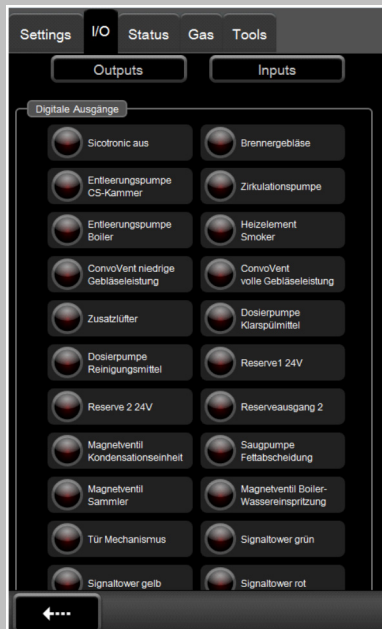 Settings I/O Status Gas Tools
Outputs Inputs
Digitale Ausgänge
Sicotronic aus
Brennergebläse
Entleerungspumpe
CS-Kammer
Zirkulationspumpe
Entleerungspumpe
Boiler
Heizelement
Smoker
ConvoVent niedrige
Gebläseleistung
ConvoVent
volle Gebläseleistung
Zusatzlüfter
Dosierpumpe
Klarspülmittel
Dosierpumpe
Reinigungsmittel
Reserve1 24V
Reserve 2 24V
Reserveausgang 2
Magnetventil
Kondensationseinheit
Saugpumpe
Fettabscheidung
Magnetventil
Sammler
Magnetventil Boiler-
Wassereinspritzung
Tür Mechanismus
Signaltower grün
Signaltower gelb
Signaltower rot